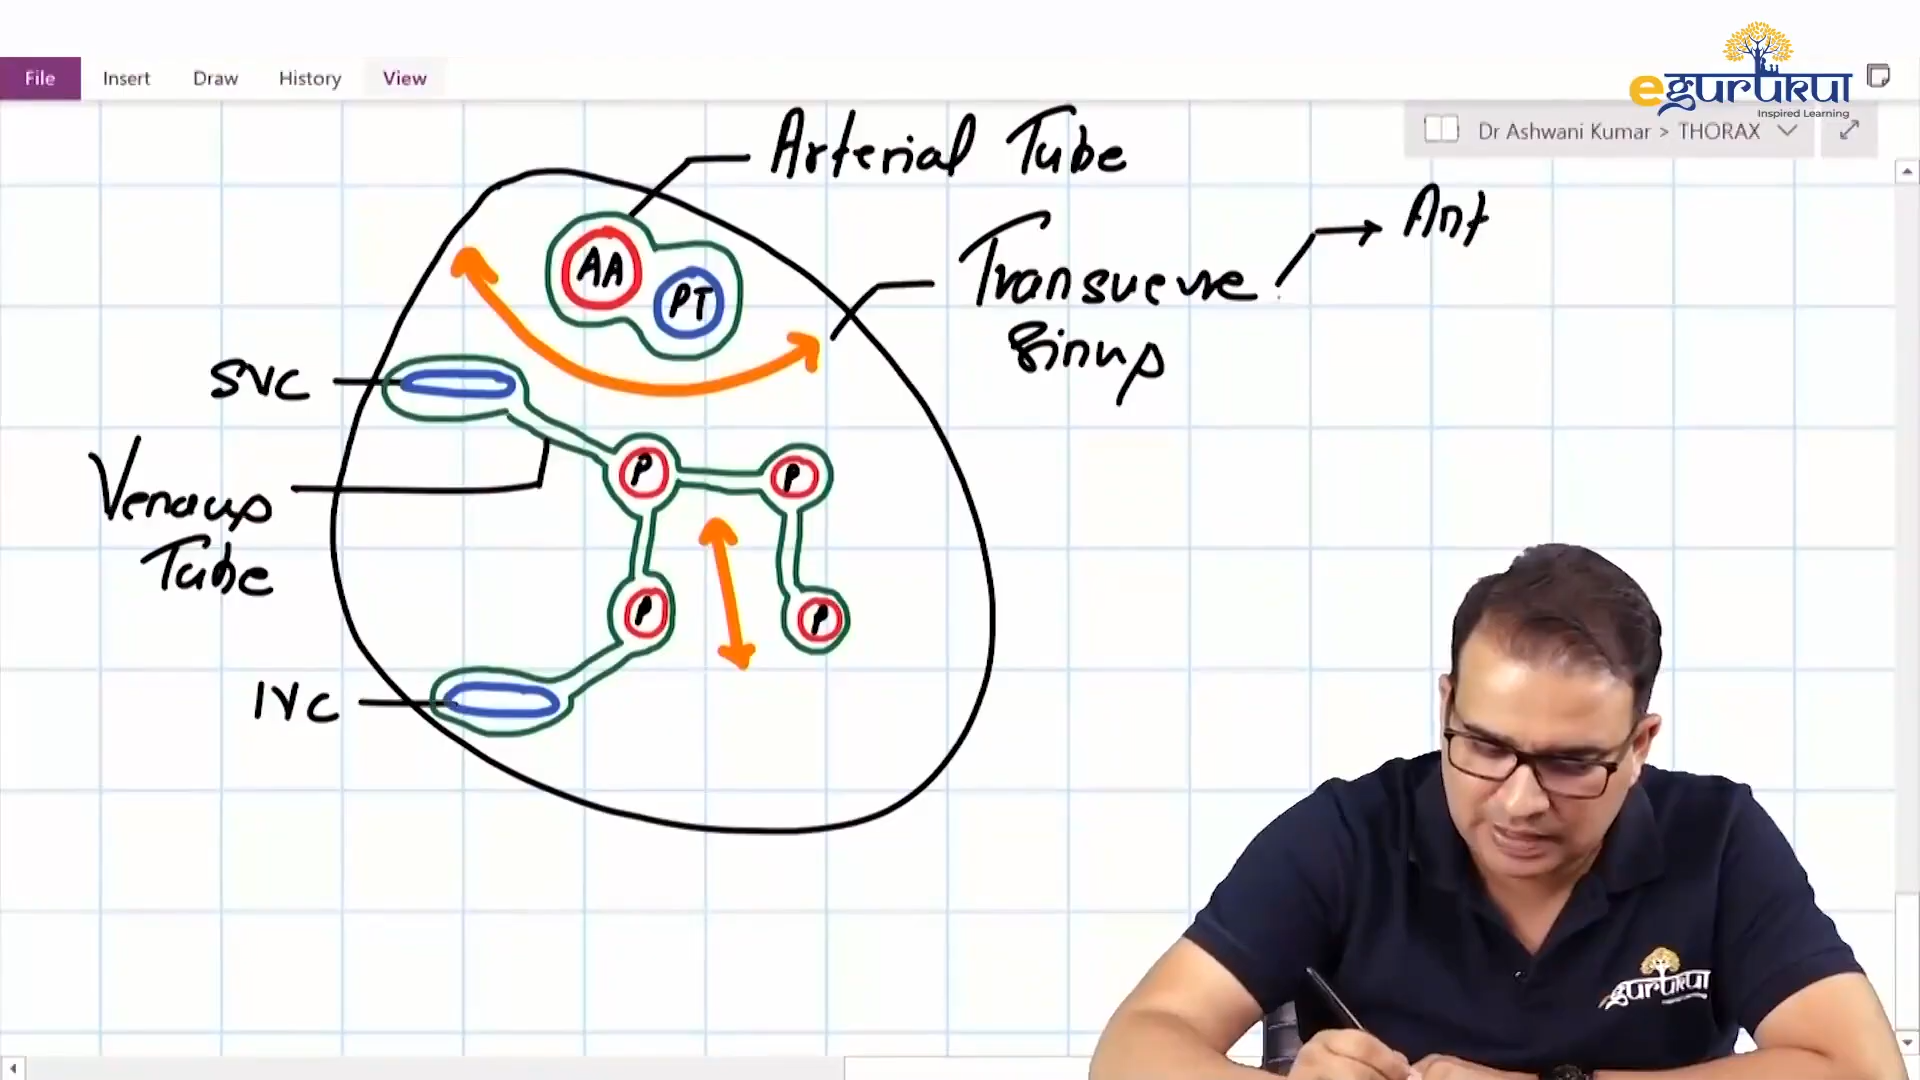 egurukul
Inspired Learning
File Insert Draw History View
Dr Ashwani Kumar > THORAX
Arterial Tube
Ant
Transverse
Sinus
AA
PT
SVC
P
P
Venous
Tube
P
P
IVC
gurukul